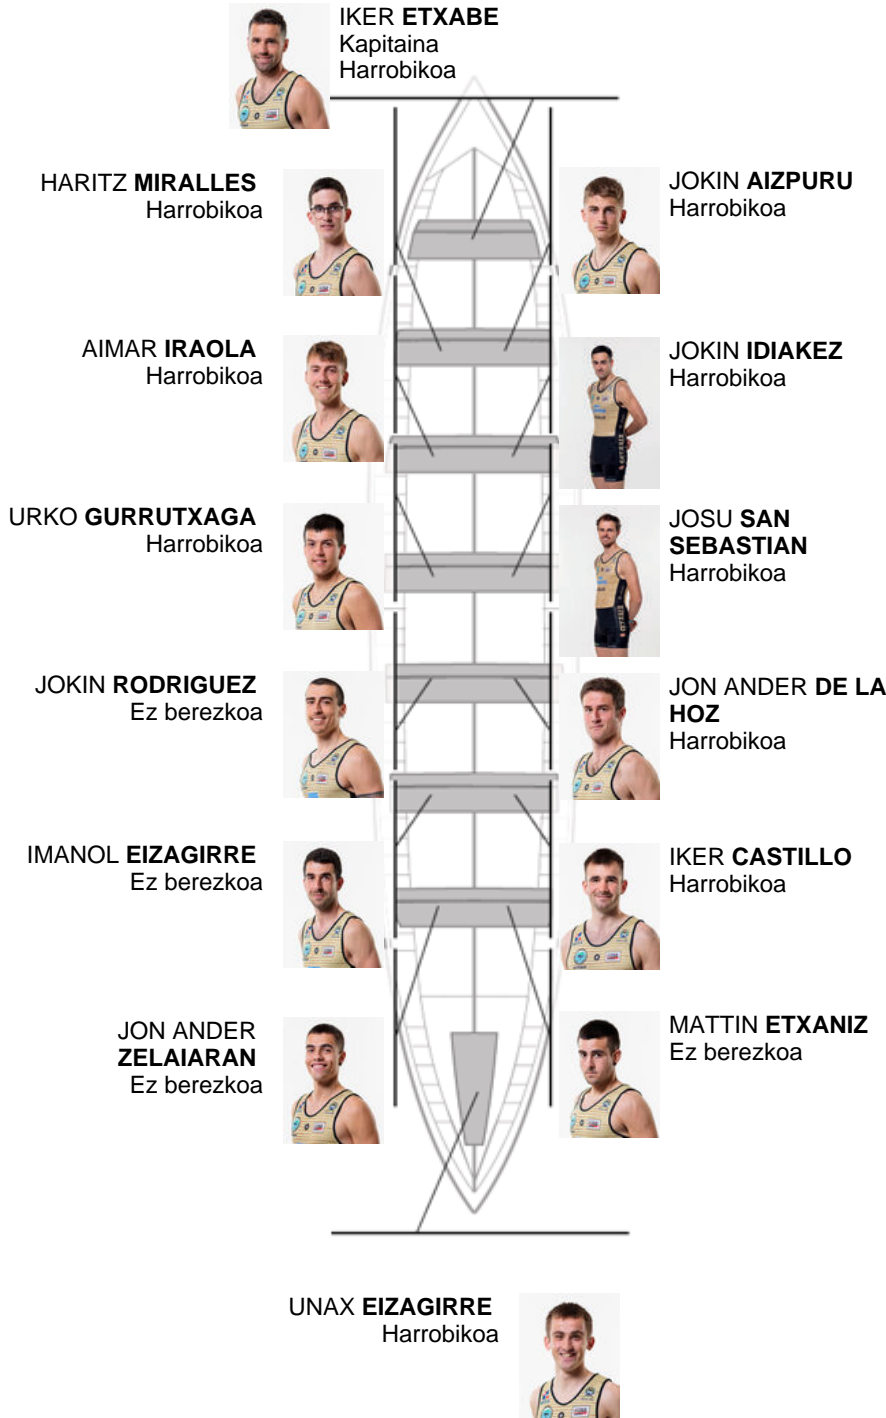 IKER ETXABE
Kapitaina
Harrobikoa
HARITZ MIRALLES
Harrobikoa
JOKIN AIZPURU
Harrobikoa
AIMAR IRAOLA
Harrobikoa
JOKIN IDIAKEZ
Harrobikoa
URKO GURRUTXAGA
Harrobikoa
JOSU SAN
SEBASTIAN
Harrobikoa
JOKIN RODRIGUEZ
Ez berezkoa
JON ANDER DE LA
HOZ
Harrobikoa
IMANOL EIZAGIRRE
Ez berezkoa
IKER CASTILLO
Harrobikoa
JON ANDER
ZELAIARAN
Ez berezkoa
MATTIN ETXANIZ
Ez berezkoa
UNAX EIZAGIRRE
Harrobikoa